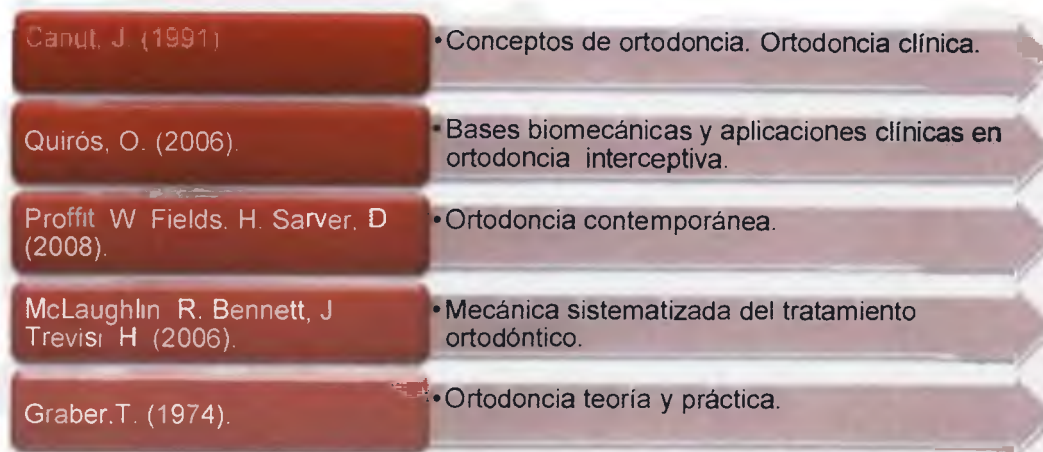 Canut, J. (1991)
• Conceptos de ortodoncia. Ortodoncia clínica.
Quirós, O. (2006).
• Bases biomecánicas y aplicaciones clínicas en
ortodoncia interceptiva.
Proffit W Fields. H. Sarver, D
(2008).
• Ortodoncia contemporánea.
McLaughlin R. Bennett, J
Trevisi H (2006).
• Mecánica sistematizada del tratamiento
ortodóntico.
Graber.T. (1974).
• Ortodoncia teoría y práctica.